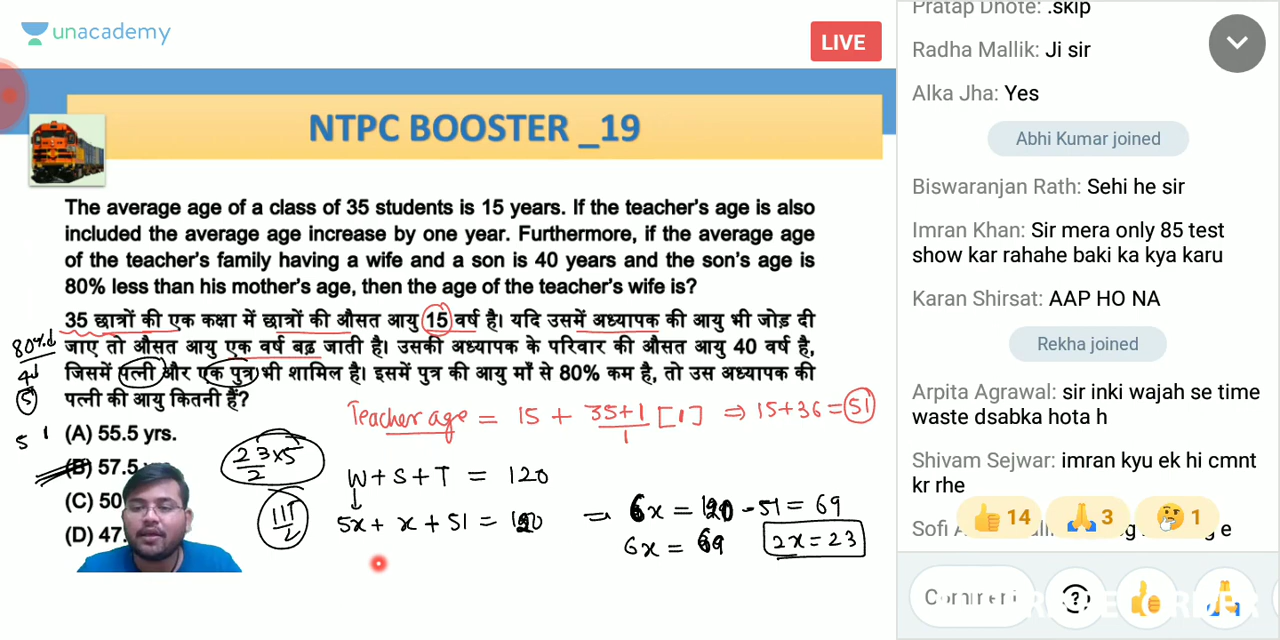 unacademy
LIVE
NTPC BOOSTER _19
The average age of a class of 35 students is 15 years. If the teacher's age is also
included the average age increase by one year. Furthermore, if the average age
of the teacher's family having a wife and a son is 40 years and the son's age is
80% less than his mother's age, then the age of the teacher's wife is?
35 छात्रों की एक कक्षा में छात्रों की औसत आयु 15 वर्ष है। यदि उसमें अध्यापक की आयु भी जोड़ दी
जाए तो औसत आयु एक वर्ष बढ़ जाती है। उसकी अध्यापक के परिवार की औसत आयु 40 वर्ष है,
जिसमें पत्नी और एक पुत्र भी शामिल है। इसमें पुत्र की आयु माँ से 80% कम है, तो उस अध्यापक की
पत्नी की आयु कितनी हैं?
80%↓
4↓
5
5 1
Teacher age = 15 + 35+1/1 [1] ⇒ 15+36 = 51
(A) 55.5 yrs.
(B) 57.5
(C) 50
(D) 47.
23/2 ×5
115/2
W + S + T = 120
5x + x + 51 = 120
⇒ 6x = 120 - 51 = 69
6x = 69
2x = 23
Pratap Dhote: .skip
Radha Mallik: Ji sir
Alka Jha: Yes
Abhi Kumar joined
Biswaranjan Rath: Sehi he sir
Imran Khan: Sir mera only 85 test
show kar rahahe baki ka kya karu
Karan Shirsat: AAP HO NA
Rekha joined
Arpita Agrawal: sir inki wajah se time
waste dsabka hota h
Shivam Sejwar: imran kyu ek hi cmnt
kr rhe
14
3
1
Sofi
Comment